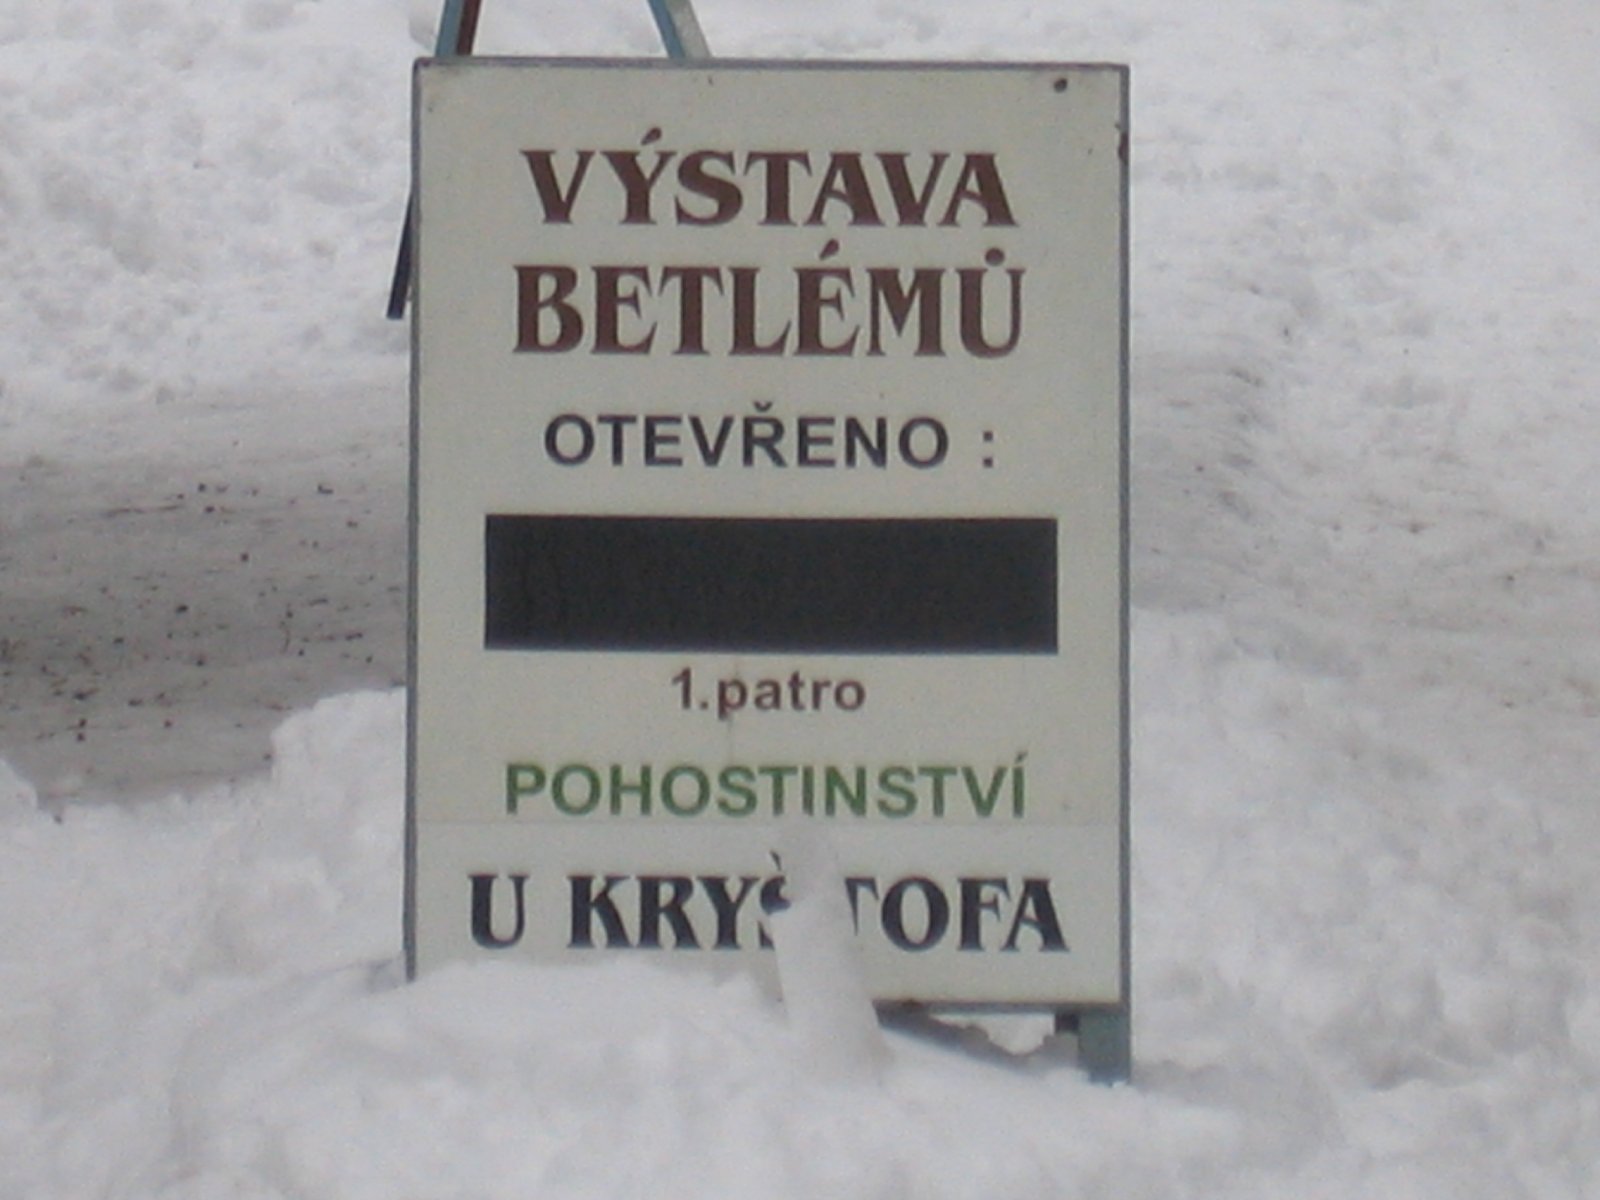 VÝSTAVA
BETLÉMŮ
OTEVŘENO :
1.patro
POHOSTINSTVÍ
U KRYŠTOFA